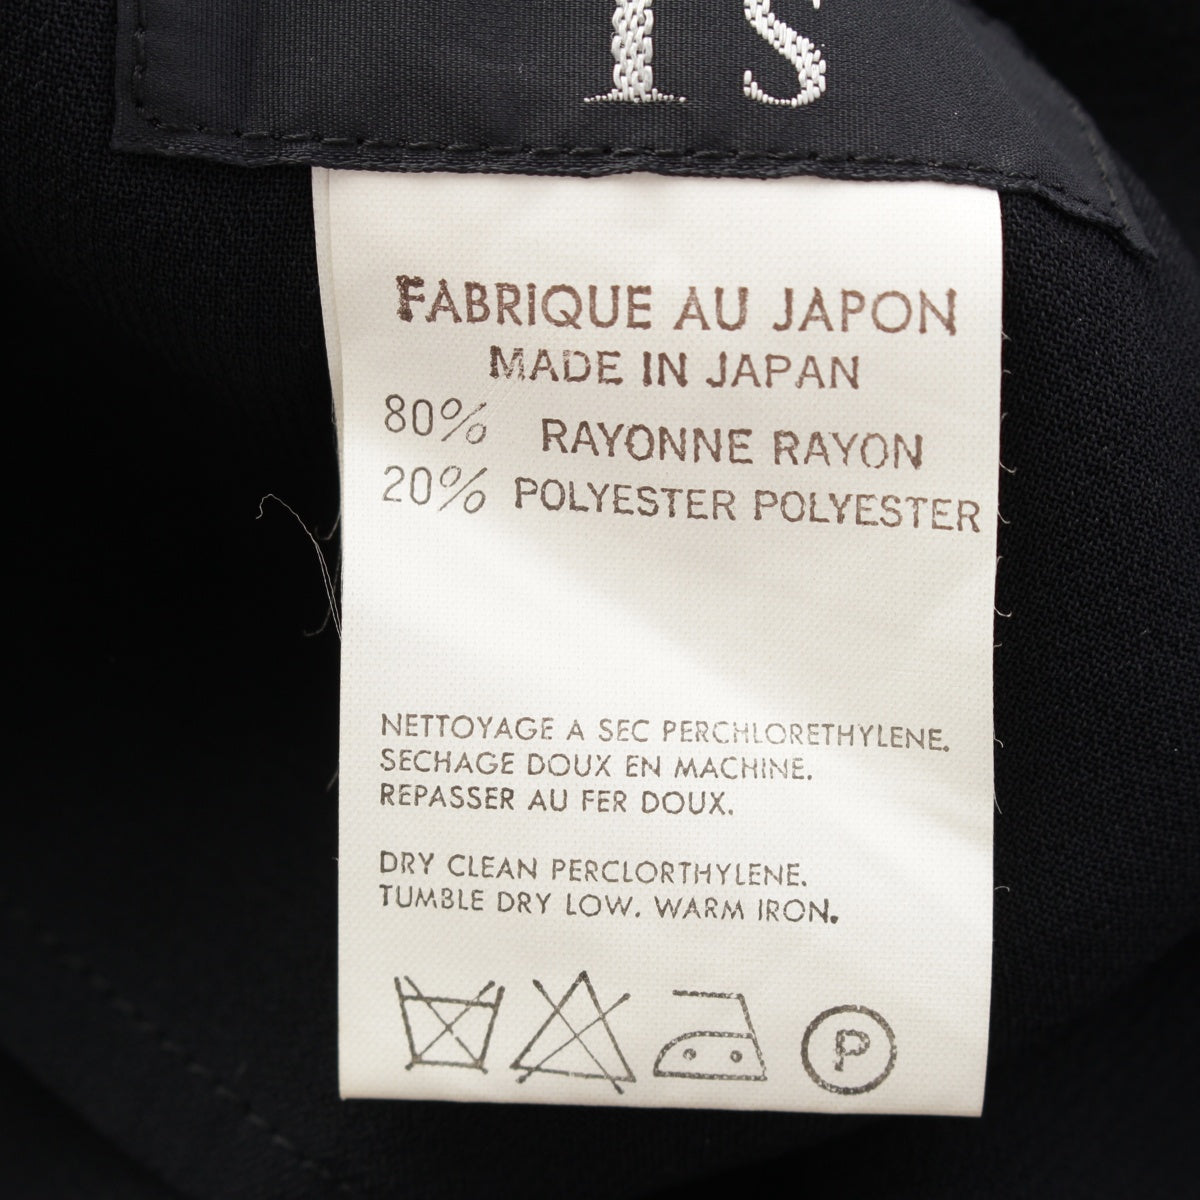 FABRIQUE AU JAPON
MADE IN JAPAN
80% RAYONNE RAYON
20% POLYESTER POLYESTER
NETTOYAGE A SEC PERCHLORETHYLENE.
SECHAGE DOUX EN MACHINE.
REPASSER AU FER DOUX.
DRY CLEAN PERCLORTHYLENE.
TUMBLE DRY LOW. WARM IRON.
P